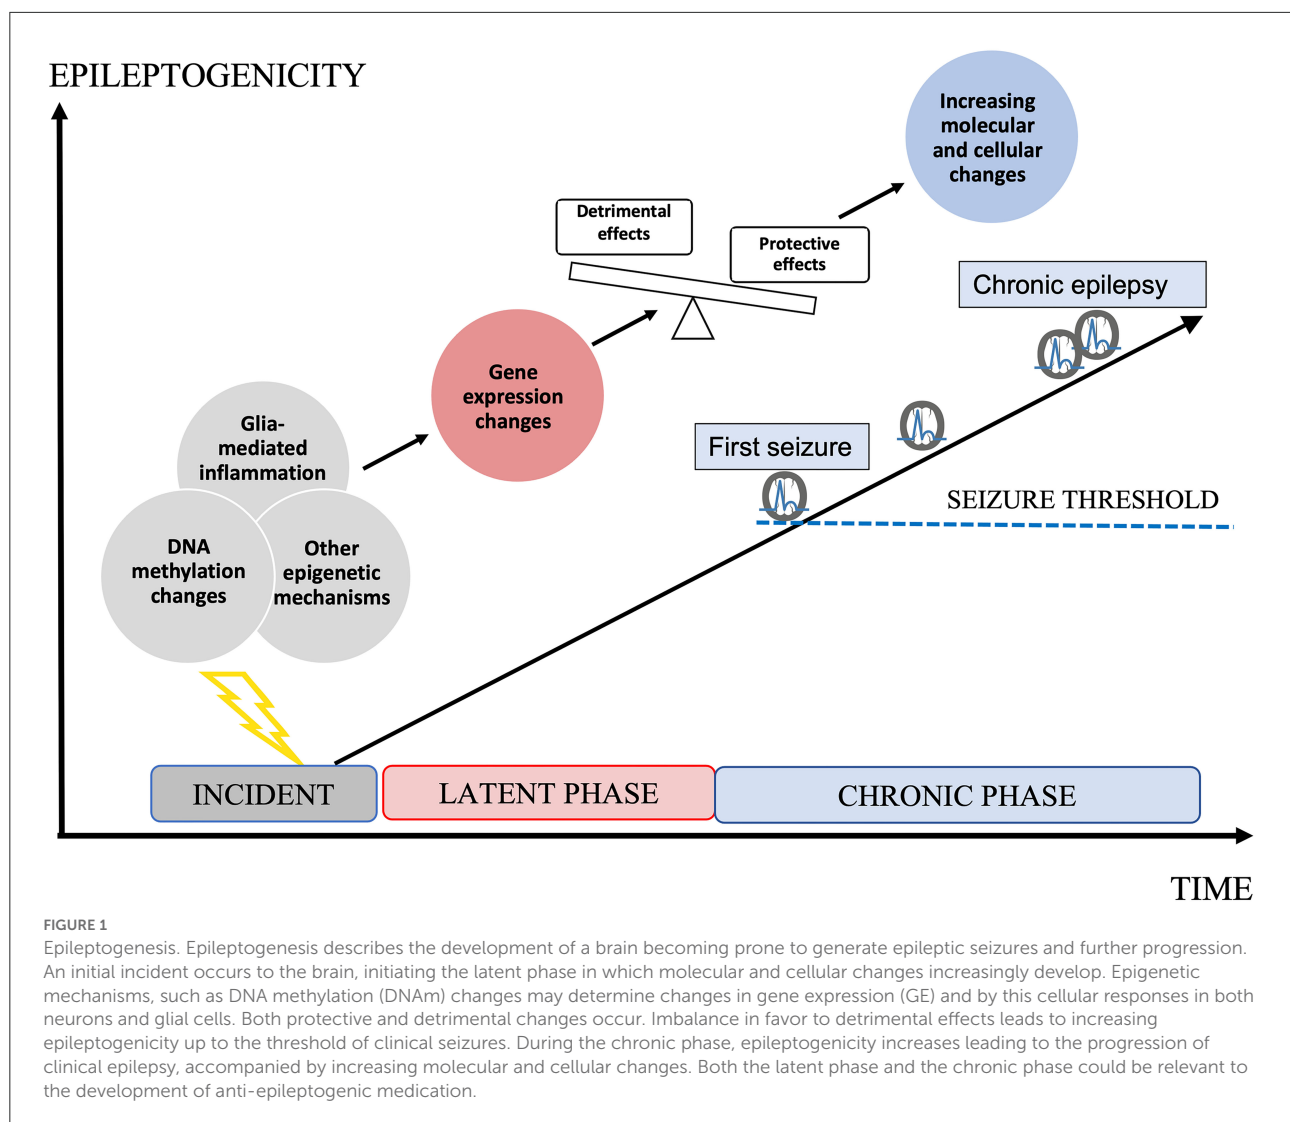 EPILEPTOGENICITY
Increasing
molecular
and cellular
changes
Detrimental
effects
Protective
effects
Chronic epilepsy
Gene
expression
changes
Glia-
mediated
inflammation
First seizure
SEIZURE THRESHOLD
DNA
methylation
changes
Other
epigenetic
mechanisms
INCIDENT
LATENT PHASE
CHRONIC PHASE
TIME
FIGURE 1
Epileptogenesis. Epileptogenesis describes the development of a brain becoming prone to generate epileptic seizures and further progression.
An initial incident occurs to the brain, initiating the latent phase in which molecular and cellular changes increasingly develop. Epigenetic
mechanisms, such as DNA methylation (DNAm) changes may determine changes in gene expression (GE) and by this cellular responses in both
neurons and glial cells. Both protective and detrimental changes occur. Imbalance in favor to detrimental effects leads to increasing
epileptogenicity up to the threshold of clinical seizures. During the chronic phase, epileptogenicity increases leading to the progression of
clinical epilepsy, accompanied by increasing molecular and cellular changes. Both the latent phase and the chronic phase could be relevant to
the development of anti-epileptogenic medication.